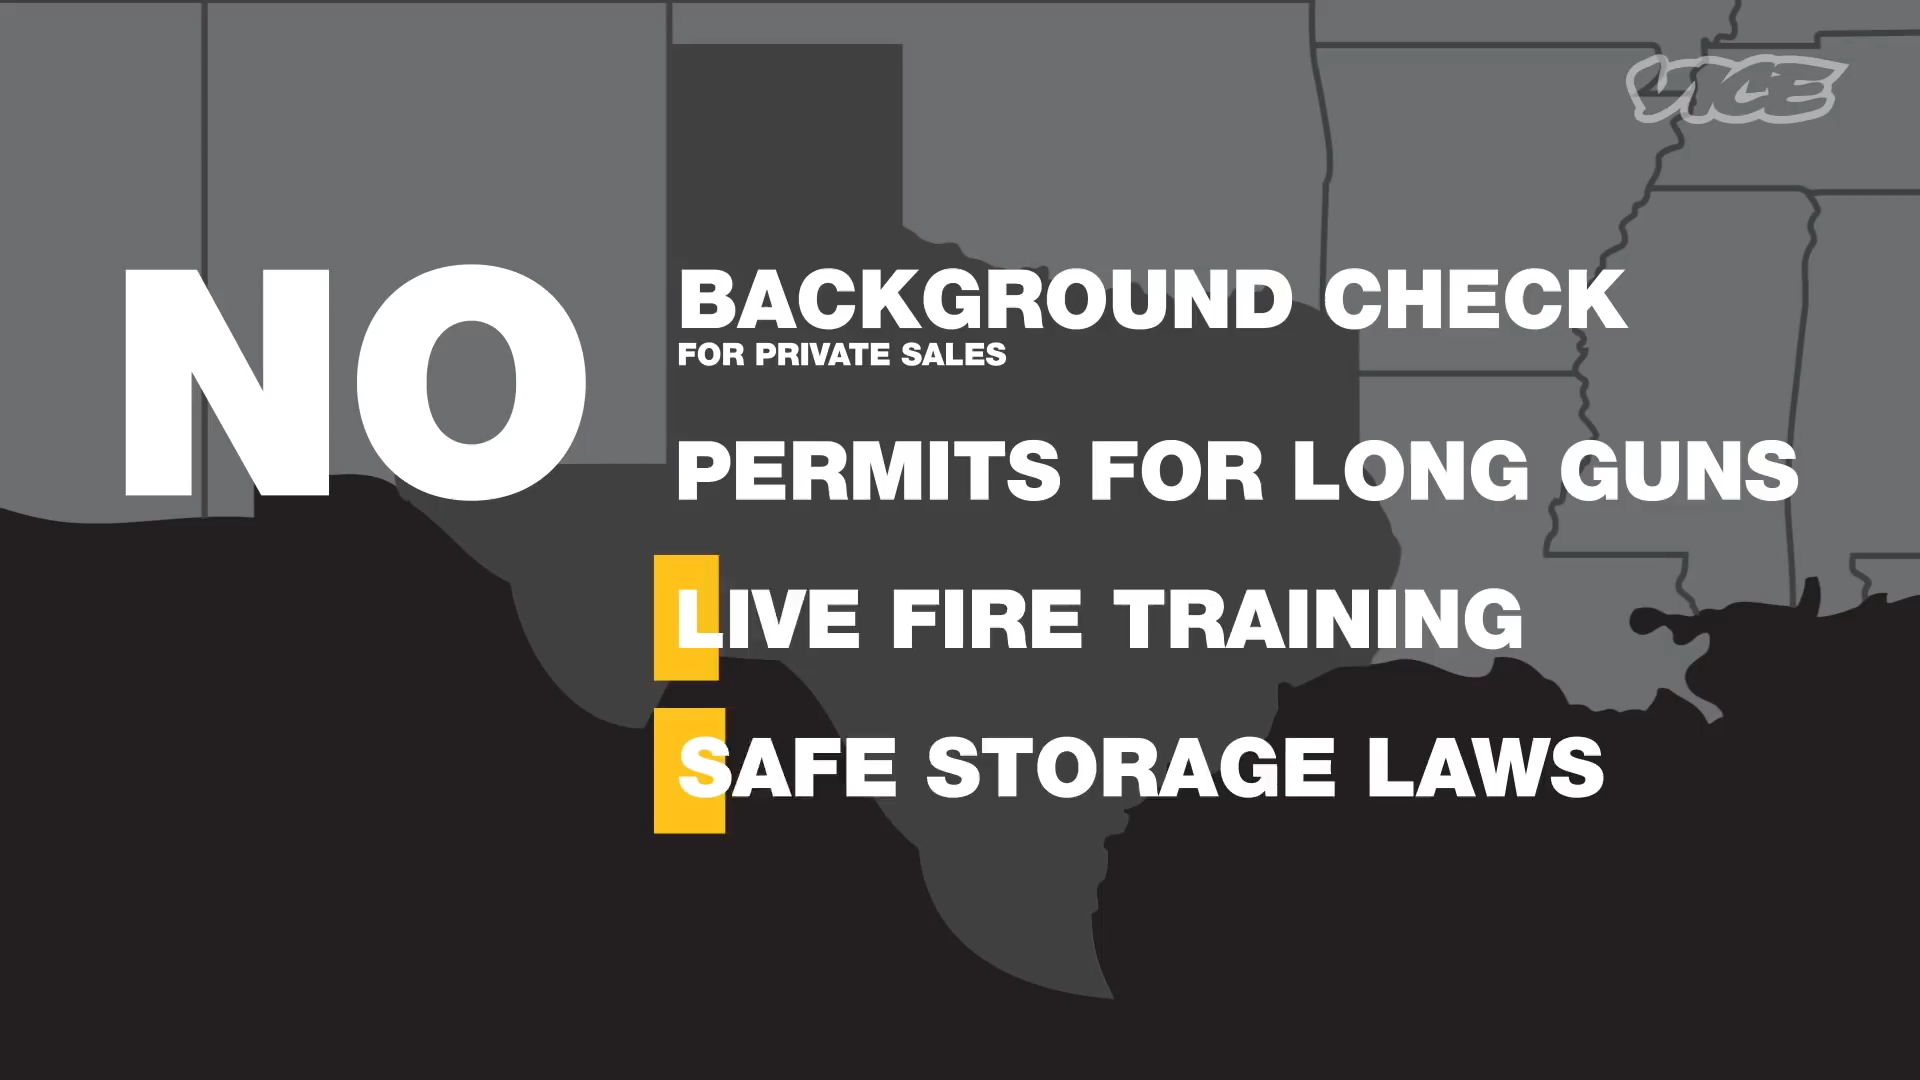 VICE
NO
BACKGROUND CHECK
FOR PRIVATE SALES
PERMITS FOR LONG GUNS
LIVE FIRE TRAINING
SAFE STORAGE LAWS